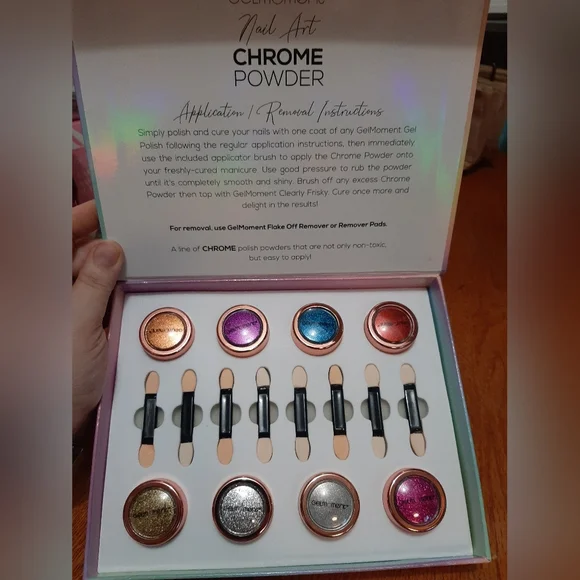 GELMOMENT
Nail Art
CHROME
POWDER
Application / Removal Instructions
Simply polish and cure your nails with one coat of any GelMoment Gel
Polish following the regular application instructions, then immediately
use the included applicator brush to apply the Chrome Powder onto
your freshly-cured manicure. Use good pressure to rub the powder
until it's completely smooth and shiny. Brush off any excess Chrome
Powder then top with GelMoment Clearly Frisky. Cure once more and
delight in the results!
For removal, use GelMoment Flake Off Remover or Remover Pads.
A line of CHROME polish powders that are not only non-toxic,
but easy to apply!